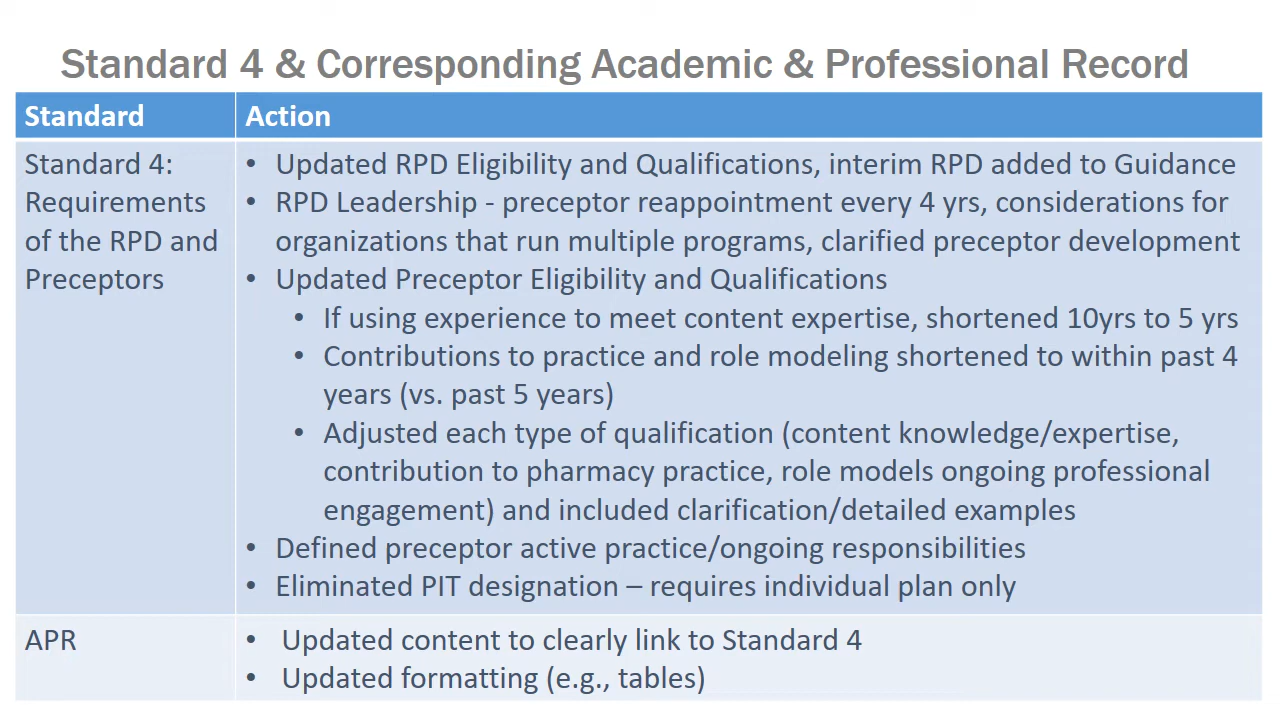 Standard 4 & Corresponding Academic & Professional Record
Standard
Action
Standard 4:
Requirements
of the RPD and
Preceptors
• Updated RPD Eligibility and Qualifications, interim RPD added to Guidance
• RPD Leadership - preceptor reappointment every 4 yrs, considerations for
organizations that run multiple programs, clarified preceptor development
• Updated Preceptor Eligibility and Qualifications
• If using experience to meet content expertise, shortened 10yrs to 5 yrs
• Contributions to practice and role modeling shortened to within past 4
years (vs. past 5 years)
• Adjusted each type of qualification (content knowledge/expertise,
contribution to pharmacy practice, role models ongoing professional
engagement) and included clarification/detailed examples
• Defined preceptor active practice/ongoing responsibilities
• Eliminated PIT designation – requires individual plan only
APR
• Updated content to clearly link to Standard 4
• Updated formatting (e.g., tables)